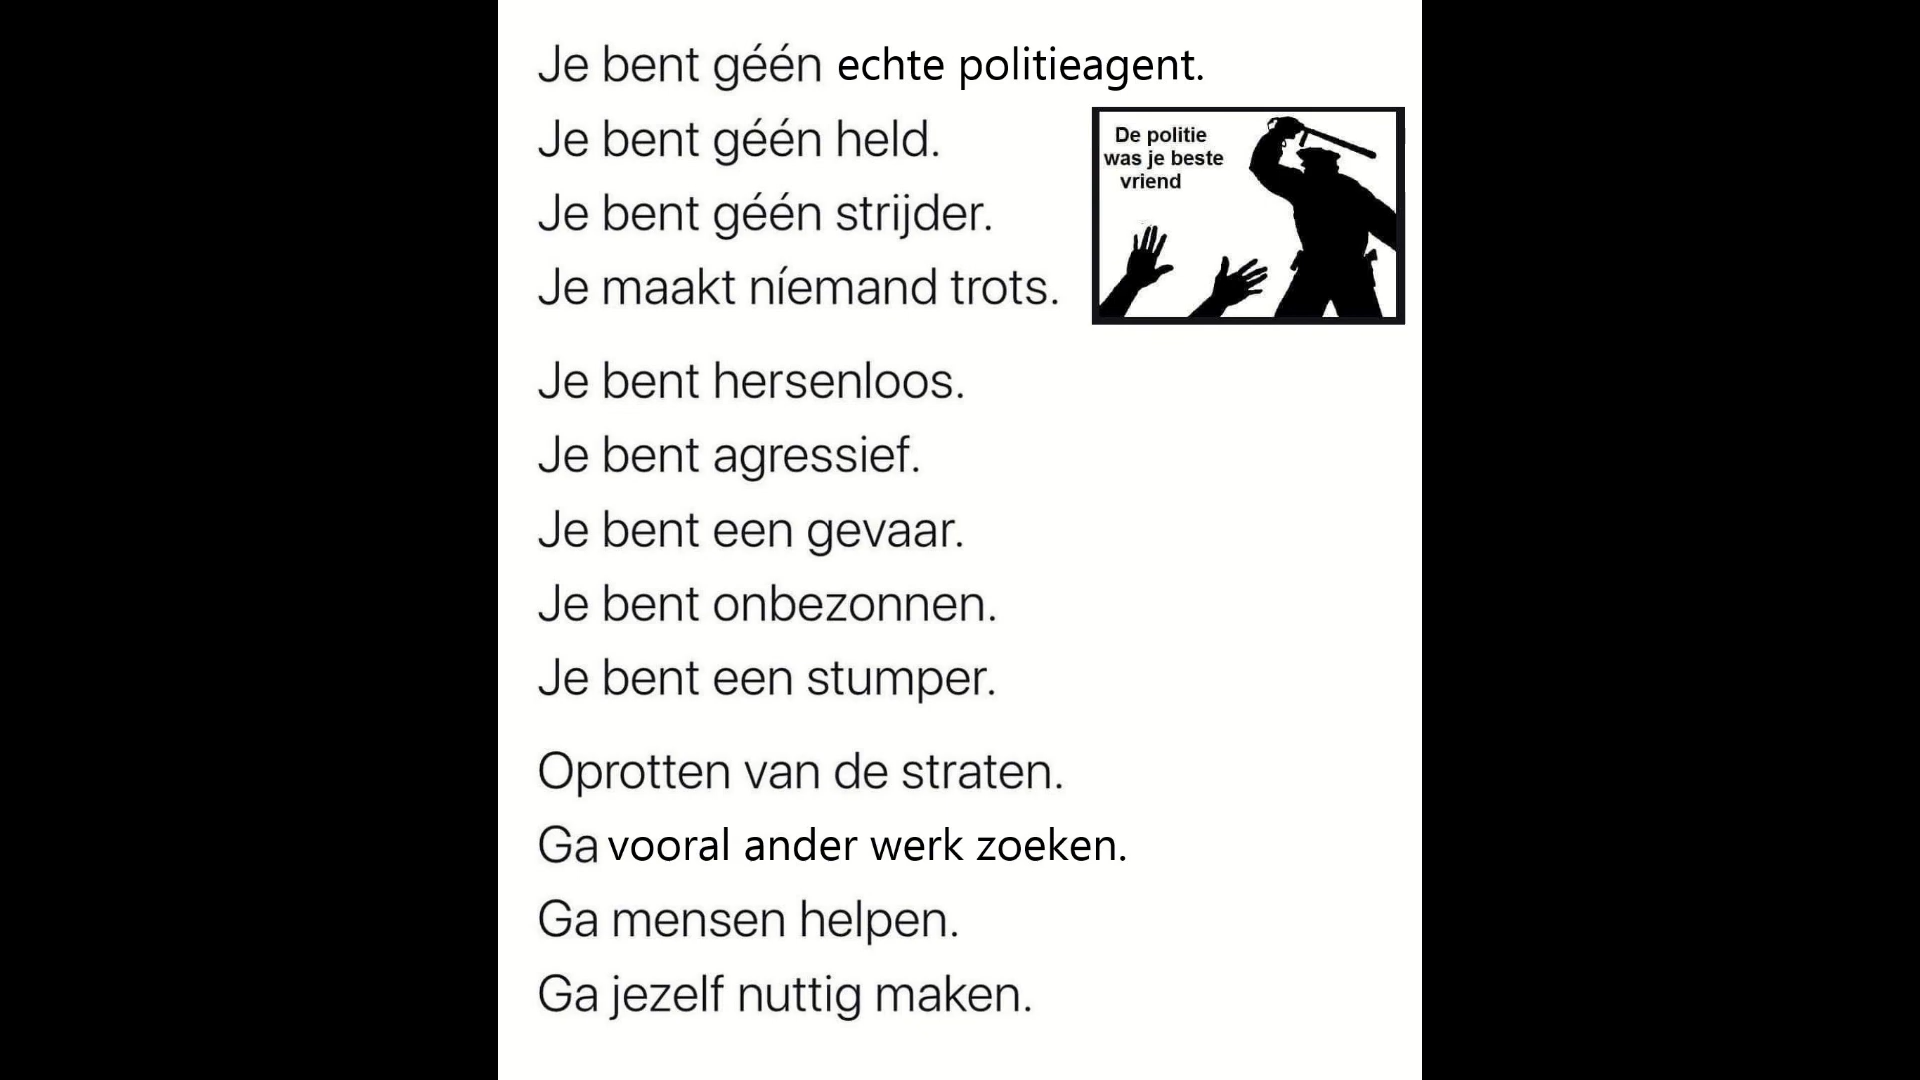 Je bent géén echte politieagent.
Je bent géén held.
Je bent géén strijder.
Je maakt níemand trots.
De politie
was je beste
vriend
Je bent hersenloos.
Je bent agressief.
Je bent een gevaar.
Je bent onbezonnen.
Je bent een stumper.
Oprotten van de straten.
Ga vooral ander werk zoeken.
Ga mensen helpen.
Ga jezelf nuttig maken.